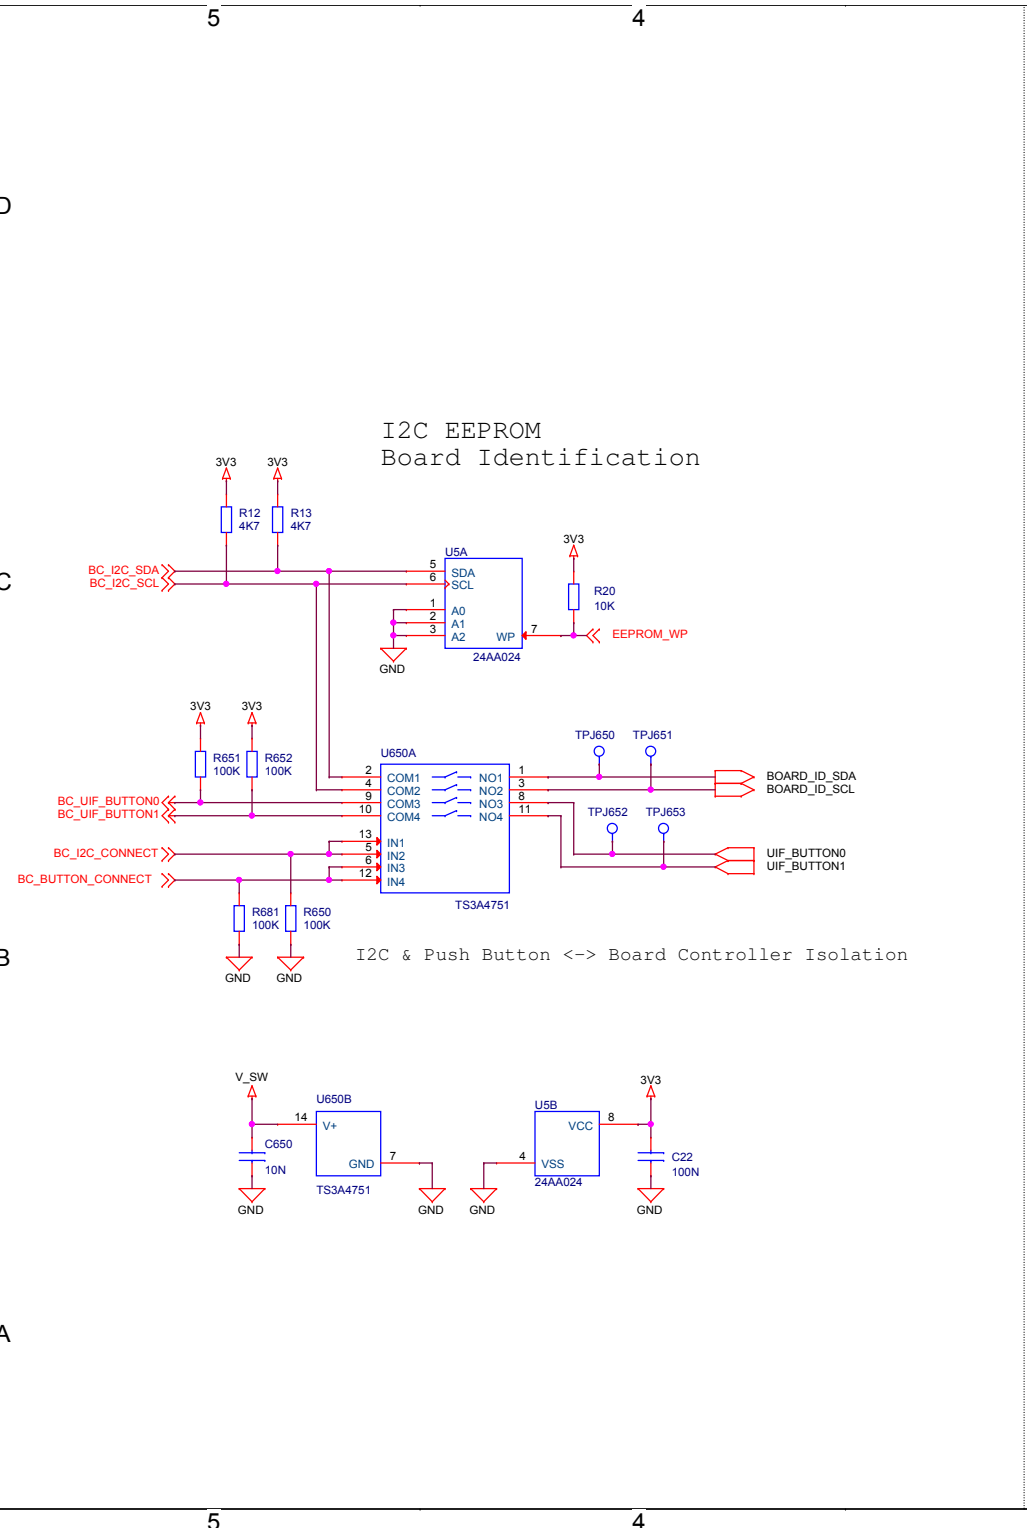 5 4
D
I2C EEPROM
Board Identification
3V3 3V3
R12 R13
4K7 4K7
3V3
U5A
C
BC_I2C_SDA 5 SDA
BC_I2C_SCL 6 SCL
R20
10K
1 A0
2 A1
3 A2 WP 7 EEPROM_WP
GND 24AA024
3V3 3V3
R651 R652
100K 100K
U650A
TPJ650 TPJ651
2 COM1 NO1 1 BOARD_ID_SDA
4 COM2 NO2 3 BOARD_ID_SCL
BC_UIF_BUTTON0 9 COM3 NO3 8
BC_UIF_BUTTON1 10 COM4 NO4 11
TPJ652 TPJ653
13 IN1
BC_I2C_CONNECT 5 IN2 UIF_BUTTON0
6 IN3 UIF_BUTTON1
BC_BUTTON_CONNECT 12 IN4
TS3A4751
R681 R650
100K 100K
B
I2C & Push Button <-> Board Controller Isolation
GND GND
V_SW 3V3
U650B U5B
14 V+ VCC 8
C650 C22
10N 100N
GND 7 4 VSS
TS3A4751 24AA024
GND GND GND GND
A
5 4